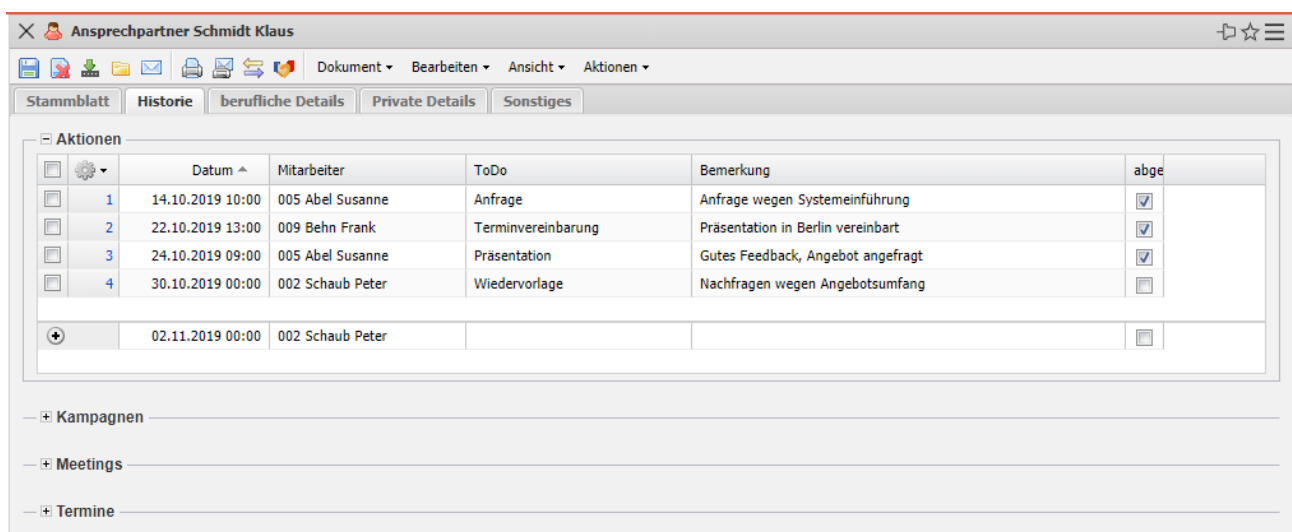 Ansprechpartner Schmidt Klaus
Dokument Bearbeiten Ansicht Aktionen
Stammblatt Historie berufliche Details Private Details Sonstiges
Aktionen
Datum Mitarbeiter ToDo Bemerkung abge
1 14.10.2019 10:00 005 Abel Susanne Anfrage Anfrage wegen Systemeinführung
2 22.10.2019 13:00 009 Behn Frank Terminvereinbarung Präsentation in Berlin vereinbart
3 24.10.2019 09:00 005 Abel Susanne Präsentation Gutes Feedback, Angebot angefragt
4 30.10.2019 00:00 002 Schaub Peter Wiedervorlage Nachfragen wegen Angebotsumfang
02.11.2019 00:00 002 Schaub Peter
Kampagnen
Meetings
Termine